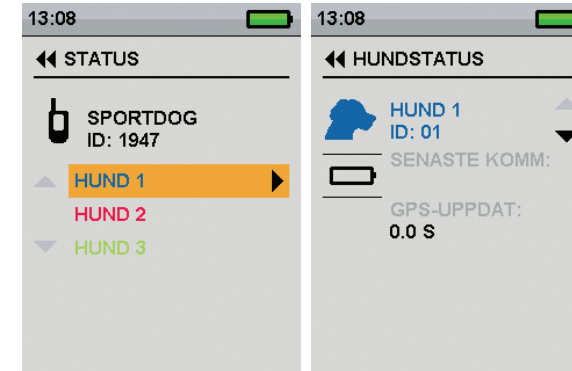 13:08
STATUS
SPORTDOG
ID: 1947
HUND 1
HUND 2
HUND 3
13:08
HUNDSTATUS
HUND 1
ID: 01
SENASTE KOMM:
GPS-UPPDAT:
0.0 S